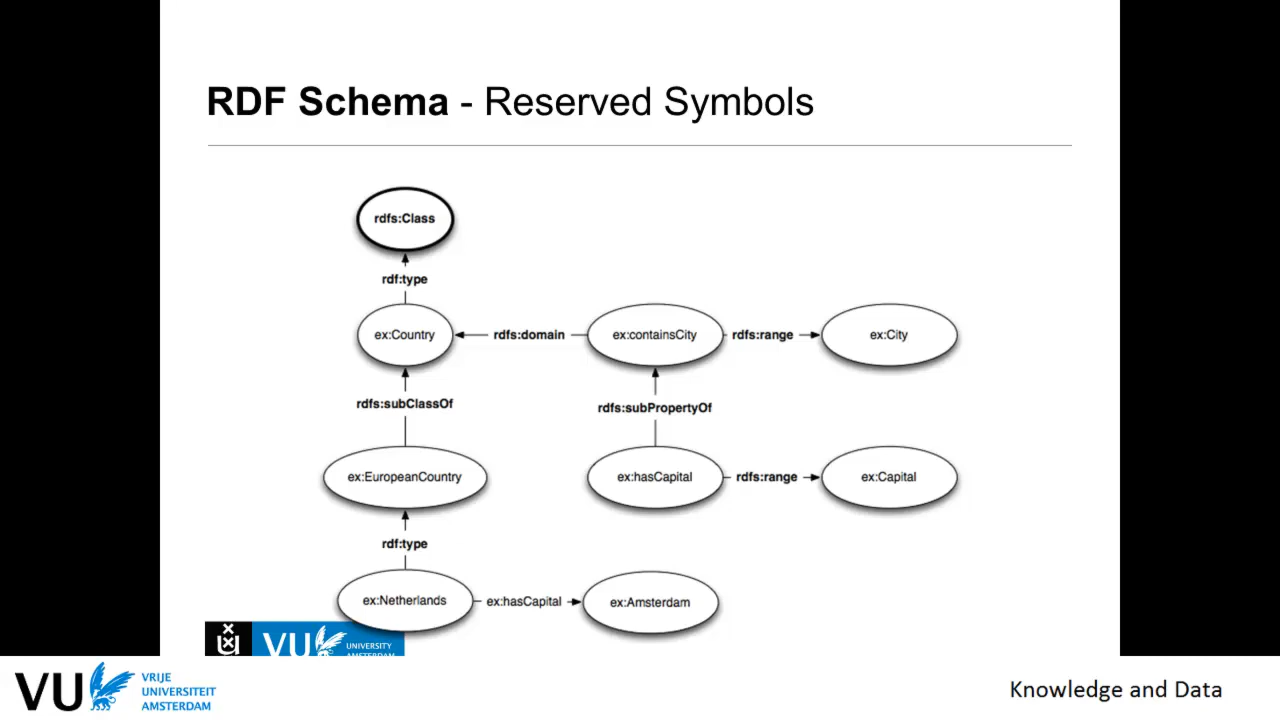 RDF Schema - Reserved Symbols
rdfs:Class
rdf:type
ex:Country
rdfs:domain
ex:containsCity
rdfs:range
ex:City
rdfs:subClassOf
rdfs:subPropertyOf
ex:EuropeanCountry
ex:hasCapital
rdfs:range
ex:Capital
rdf:type
ex:Netherlands
ex:hasCapital
ex:Amsterdam
VU
UNIVERSITY
AMSTERDAM
VU
VRIJE
UNIVERSITEIT
AMSTERDAM
Knowledge and Data